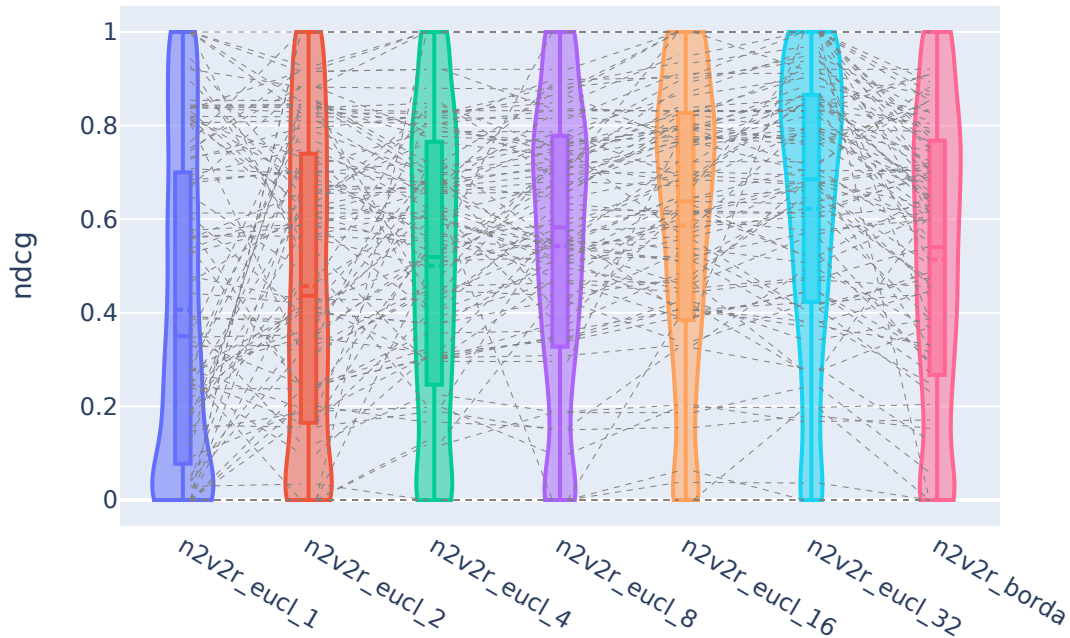 ndcg
1
0.8
0.6
0.4
0.2
0
n2v2r_eucl_1
n2v2r_eucl_2
n2v2r_eucl_4
n2v2r_eucl_8
n2v2r_eucl_16
n2v2r_eucl_32
n2v2r_borda